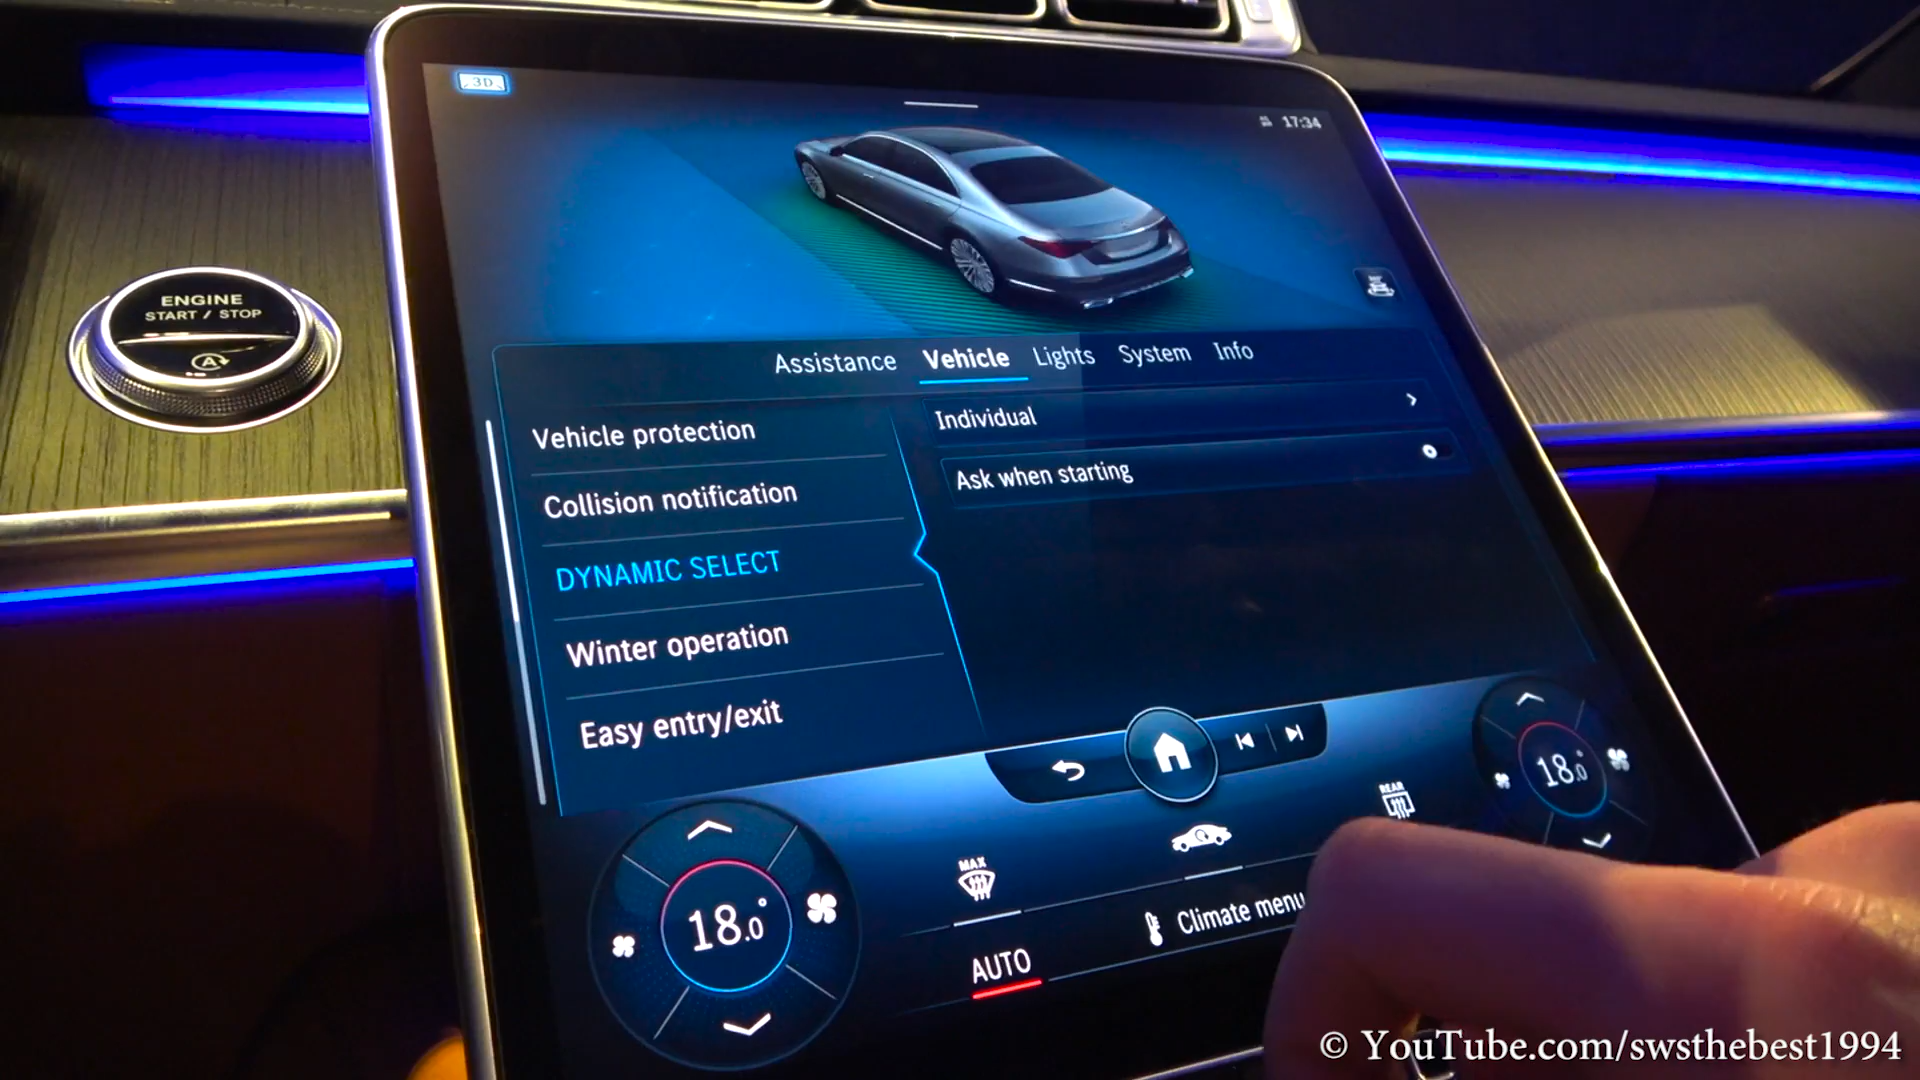 3D
17:34
ENGINE
START / STOP
A
Assistance Vehicle Lights System Info
Vehicle protection
Collision notification
DYNAMIC SELECT
Winter operation
Easy entry/exit
Individual
Ask when starting
18.0°
MAX
REAR
18.0°
Climate menu
AUTO
© YouTube.com/swsthebest1994